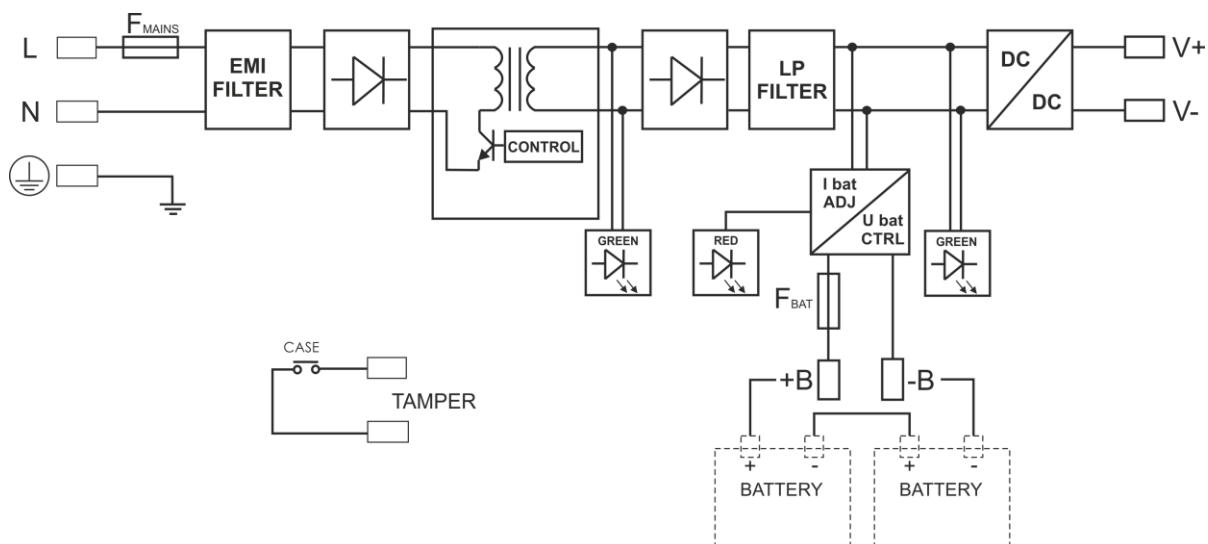 L
F MAINS
N
EMI
FILTER
CONTROL
LP
FILTER
DC
DC
V+
V-
I bat
ADJ
U bat
CTRL
GREEN
RED
GREEN
F BAT
CASE
TAMPER
+B
-B
+
-
+
-
BATTERY
BATTERY